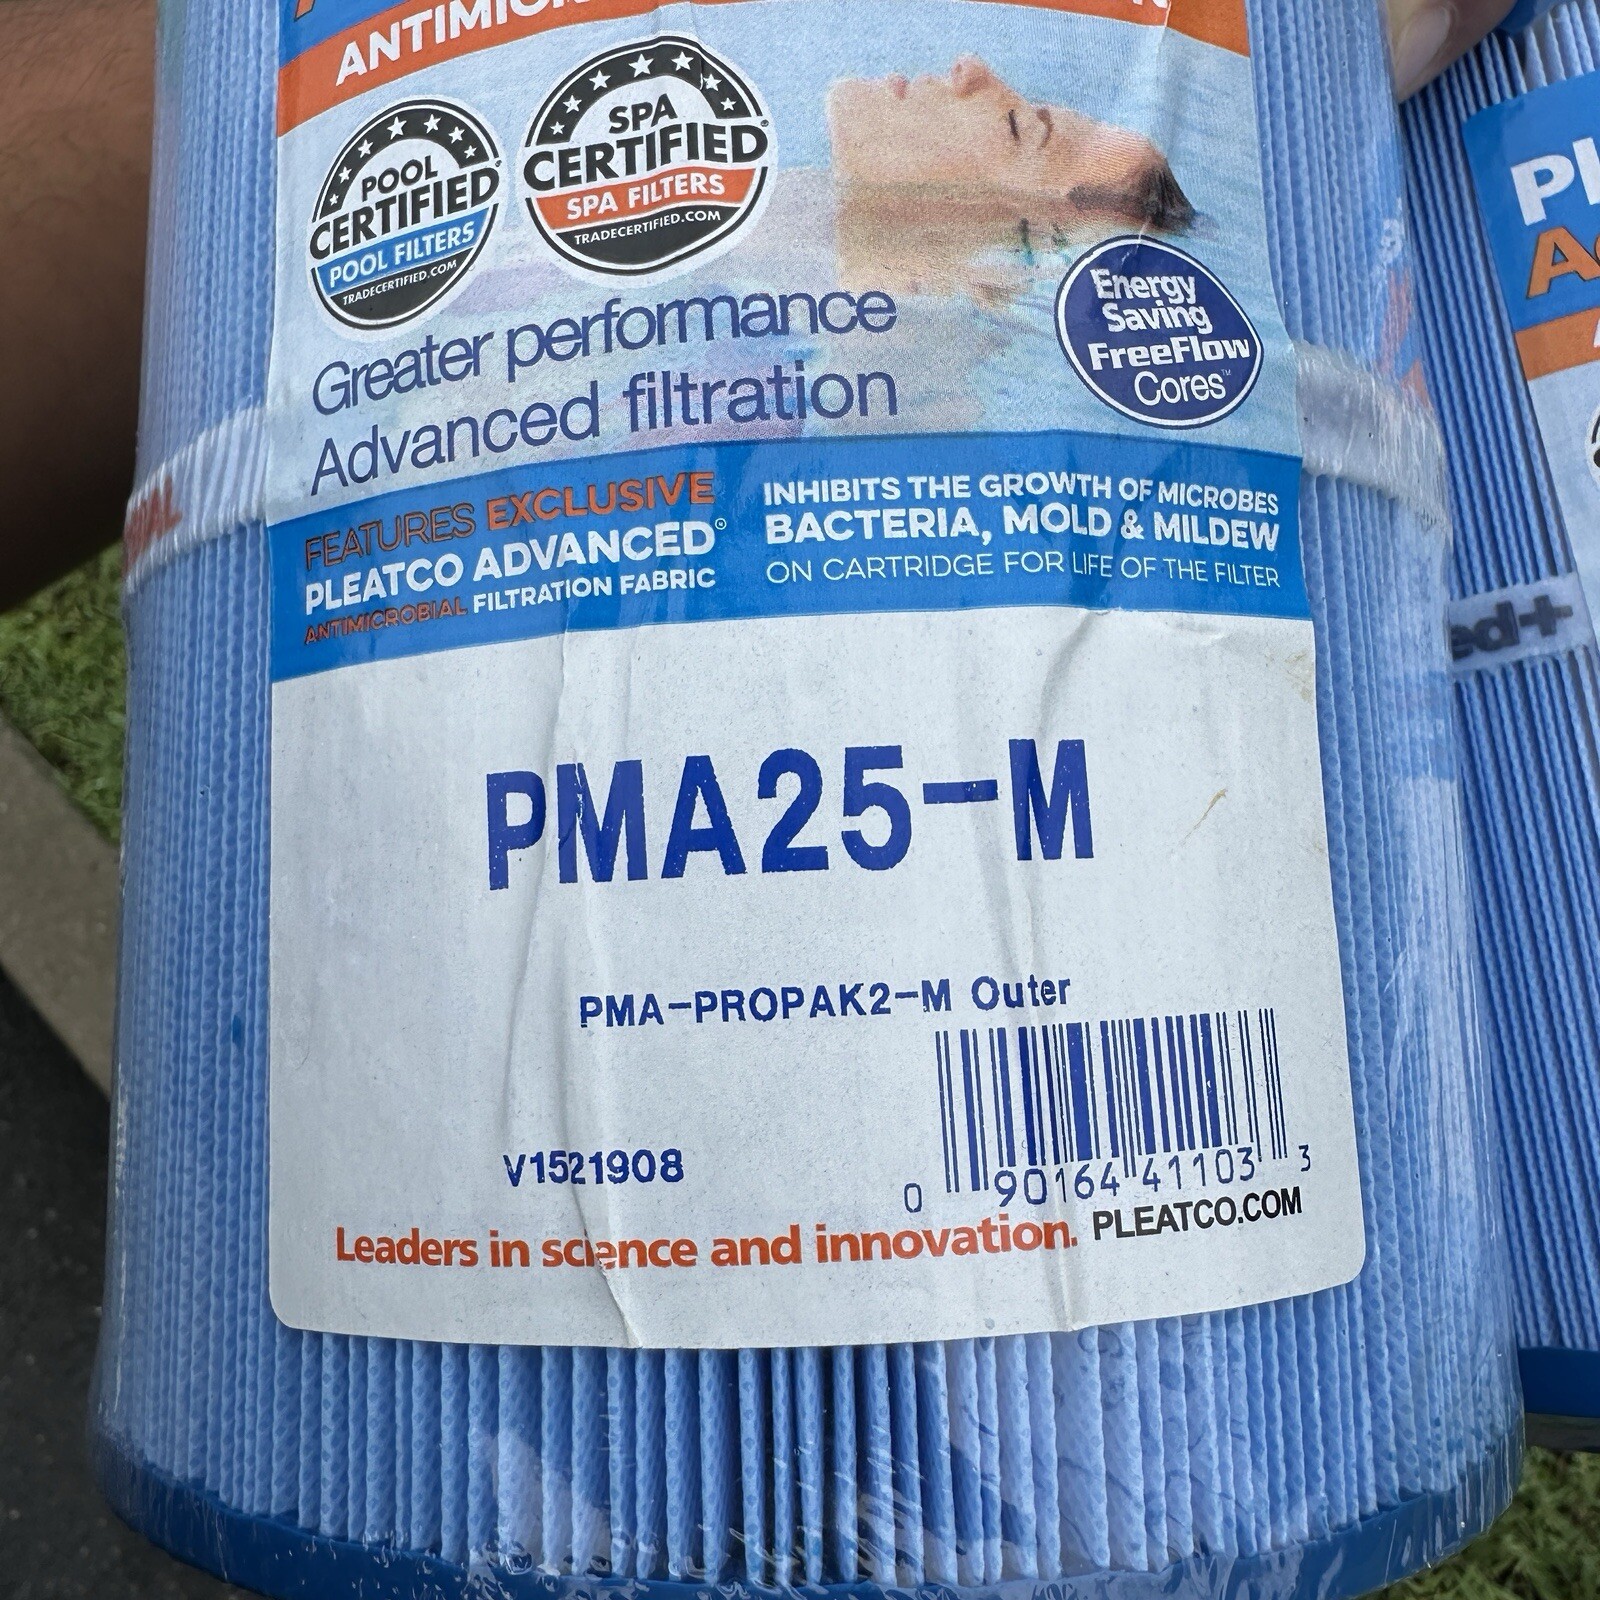 POOL
CERTIFIED
POOL FILTERS
TRADECERTIFIED.COM
SPA
CERTIFIED®
SPA FILTERS
TRADECERTIFIED.COM
Energy
Saving
FreeFlow
Cores™
Greater performance
Advanced filtration
FEATURES EXCLUSIVE
PLEATCO ADVANCED
ANTIMICROBIAL FILTRATION FABRIC
INHIBITS THE GROWTH OF MICROBES
BACTERIA, MOLD & MILDEW
ON CARTRIDGE FOR LIFE OF THE FILTER
PMA25-M
PMA-PROPAK2-M Outer
V1521908
0 90164 41103 3
Leaders in science and innovation. PLEATCO.COM